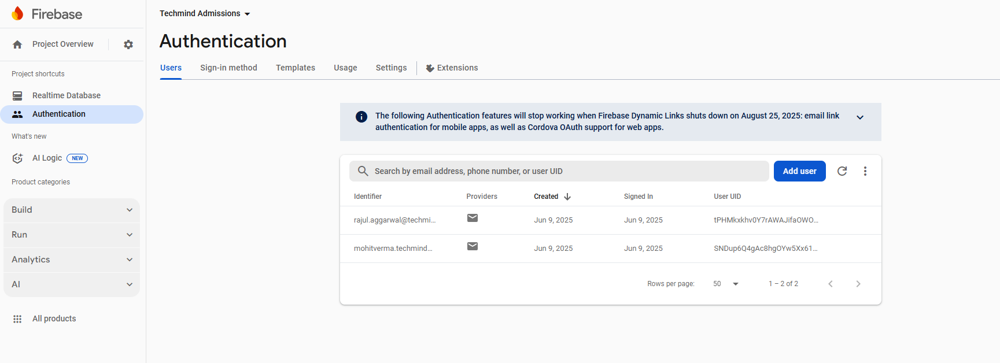 Firebase
Project Overview
Project shortcuts
Realtime Database
Authentication
What's new
AI Logic NEW
Product categories
Build
Run
Analytics
AI
All products
Techmind Admissions
Authentication
Users Sign-in method Templates Usage Settings Extensions
The following Authentication features will stop working when Firebase Dynamic Links shuts down on August 25, 2025: email link
authentication for mobile apps, as well as Cordova OAuth support for web apps.
Search by email address, phone number, or user UID Add user
Identifier Providers Created Signed In User UID
rajul.aggarwal@techmi... Jun 9, 2025 Jun 9, 2025 tPHMkxkhv0Y7rAWAJifaOWO...
mohitverma.techmind... Jun 9, 2025 Jun 9, 2025 SNDup6Q4gAc8hgOYw5Xx61...
Rows per page: 50 1 – 2 of 2